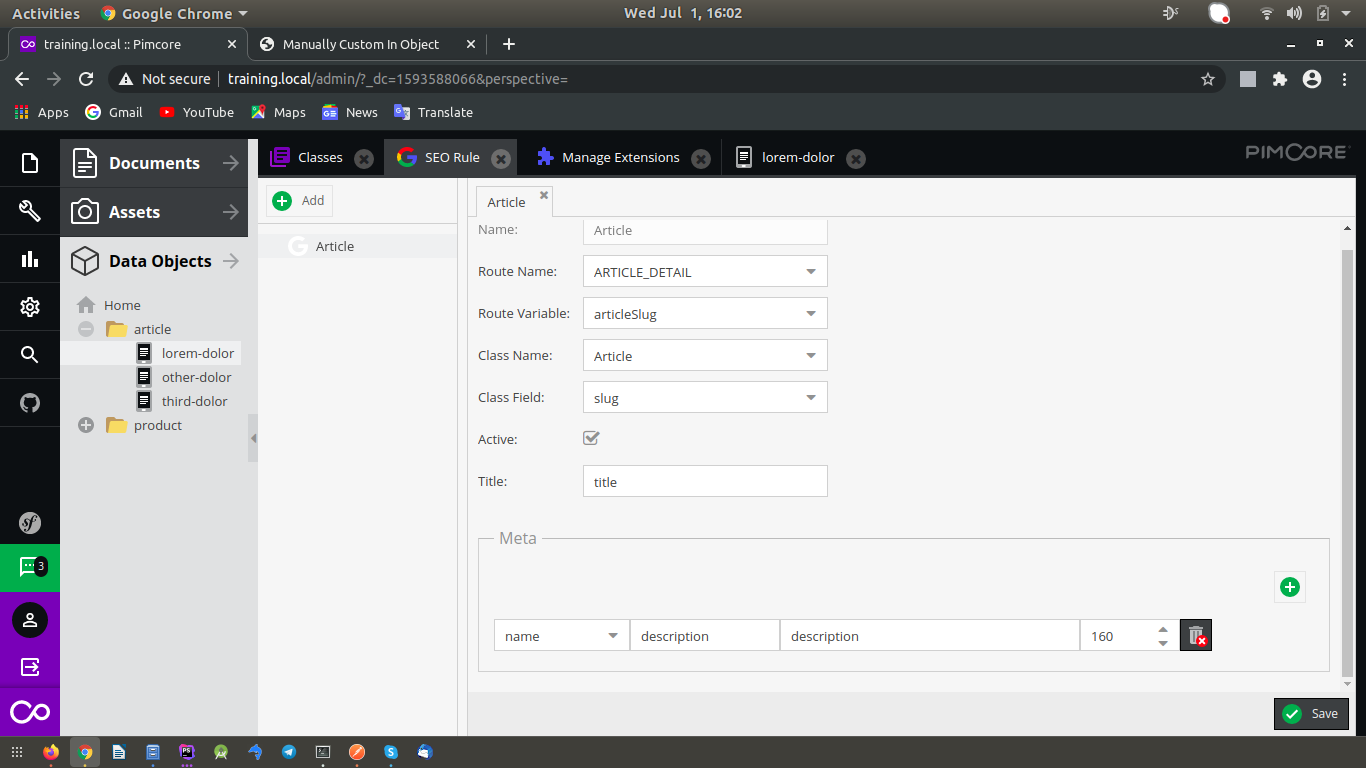 Activities Google Chrome Wed Jul 1, 16:02
training.local :: Pimcore Manually Custom In Object
Not secure training.local/admin/?_dc=1593588066&perspective=
Apps Gmail YouTube Maps News Translate
Documents Classes SEO Rule Manage Extensions lorem-dolor PIMCORE
Assets Add Article
Name: Article
Article
Data Objects Route Name: ARTICLE_DETAIL
Home
Route Variable: articleSlug
article
lorem-dolor Class Name: Article
other-dolor
third-dolor Class Field: slug
product
Active:
Title: title
sf
Meta
3
name description description 160
Save
PS